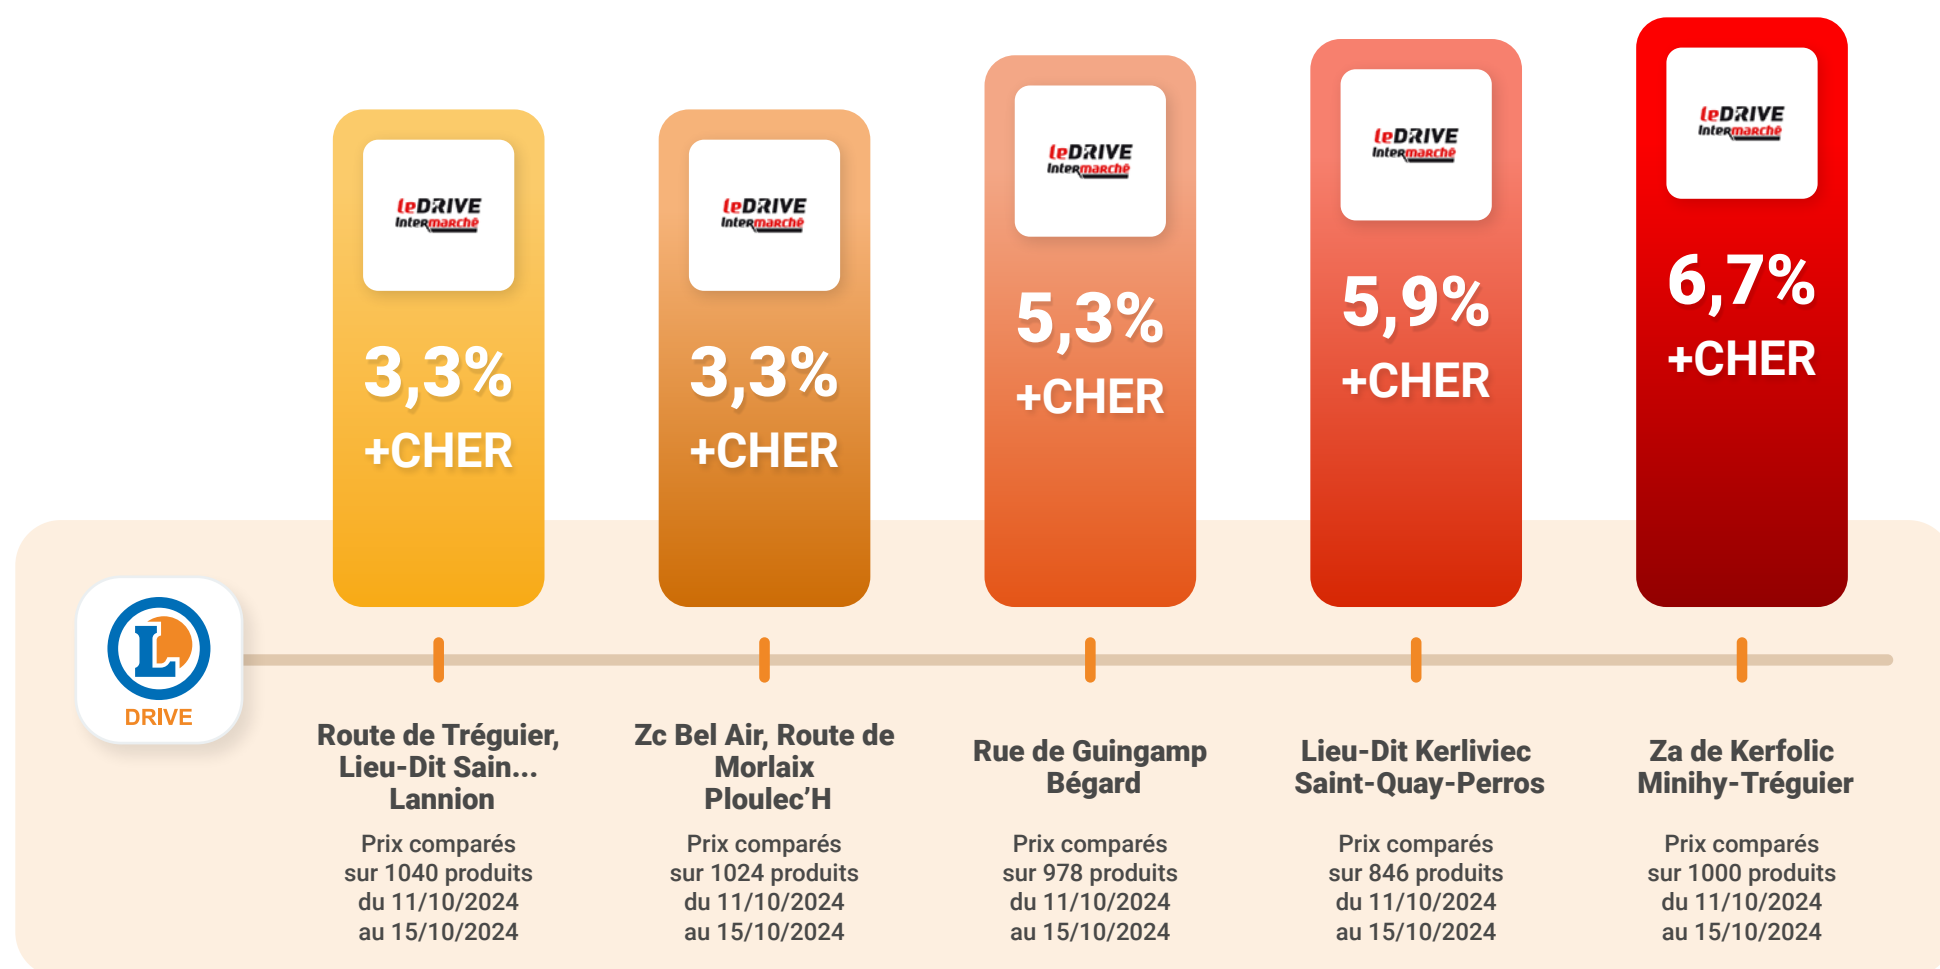 leDRIVE
Intermarché
3,3%
+CHER
leDRIVE
Intermarché
3,3%
+CHER
leDRIVE
Intermarché
5,3%
+CHER
leDRIVE
Intermarché
5,9%
+CHER
leDRIVE
Intermarché
6,7%
+CHER
L
DRIVE
Route de Tréguier,
Lieu-Dit Sain...
Lannion
Prix comparés
sur 1040 produits
du 11/10/2024
au 15/10/2024
Zc Bel Air, Route de
Morlaix
Ploulec’H
Prix comparés
sur 1024 produits
du 11/10/2024
au 15/10/2024
Rue de Guingamp
Bégard
Prix comparés
sur 978 produits
du 11/10/2024
au 15/10/2024
Lieu-Dit Kerliviec
Saint-Quay-Perros
Prix comparés
sur 846 produits
du 11/10/2024
au 15/10/2024
Za de Kerfolic
Minihy-Tréguier
Prix comparés
sur 1000 produits
du 11/10/2024
au 15/10/2024